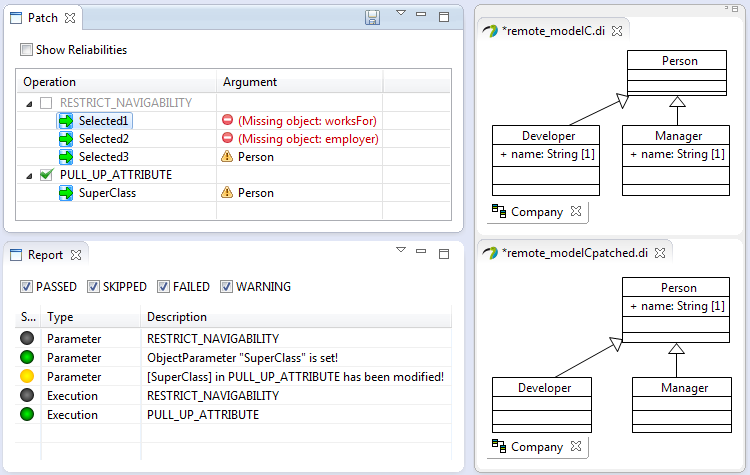 Patch
Show Reliabilities
Operation Argument
RESTRICT_NAVIGABILITY
Selected1 (Missing object: worksFor)
Selected2 (Missing object: employer)
Selected3 Person
PULL_UP_ATTRIBUTE
SuperClass Person
Report
PASSED SKIPPED FAILED WARNING
S... Type Description
Parameter RESTRICT_NAVIGABILITY
Parameter ObjectParameter "SuperClass" is set!
Parameter [SuperClass] in PULL_UP_ATTRIBUTE has been modified!
Execution RESTRICT_NAVIGABILITY
Execution PULL_UP_ATTRIBUTE
*remote_modelC.di
Person
Developer Manager
+ name: String [1] + name: String [1]
Company
*remote_modelCpatched.di
Person
+ name: String [1]
Developer Manager
Company